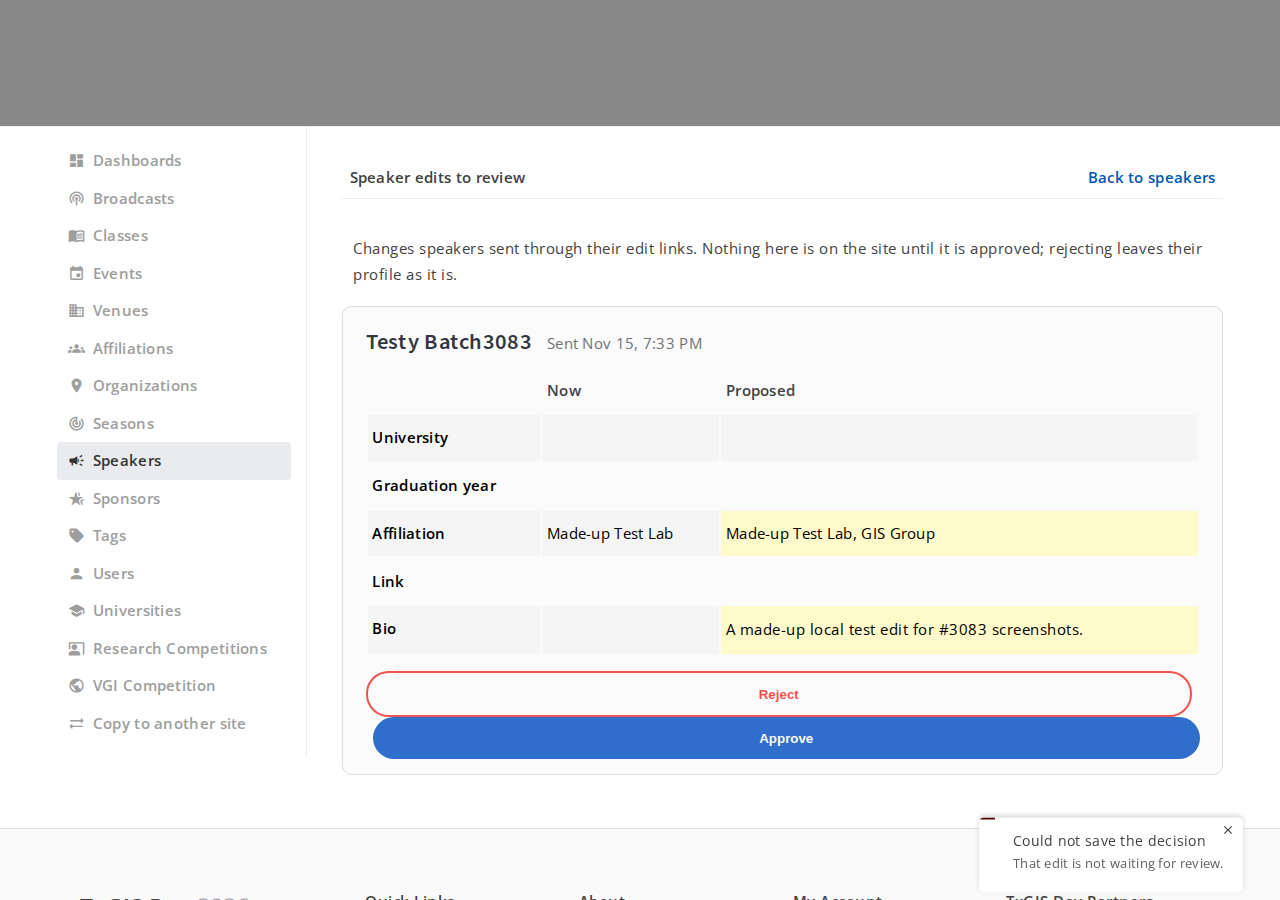 Dashboards
Broadcasts
Classes
Events
Venues
Affiliations
Organizations
Seasons
Speakers
Sponsors
Tags
Users
Universities
Research Competitions
VGI Competition
Copy to another site
Speaker edits to review
Back to speakers
Changes speakers sent through their edit links. Nothing here is on the site until it is approved; rejecting leaves their
profile as it is.
Testy Batch3083 Sent Nov 15, 7:33 PM
Now Proposed
University
Graduation year
Affiliation Made-up Test Lab Made-up Test Lab, GIS Group
Link
Bio A made-up local test edit for #3083 screenshots.
Reject
Approve
Could not save the decision
That edit is not waiting for review.
Quick Links
About
My Account